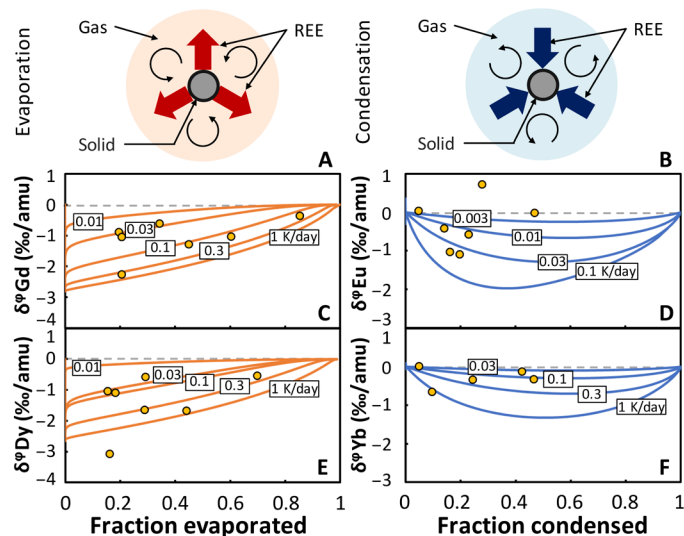 Evaporation
Gas
REE
Solid
A
Condensation
Gas
REE
Solid
B
δᵠGd (‰/amu)
1
0
−1
−2
−3
−4
0.01
0.03
0.1
0.3
1 K/day
C
δᵠEu (‰/amu)
1
0
-1
-2
-3
0.003
0.01
0.03
0.1 K/day
D
δᵠDy (‰/amu)
1
0
−1
−2
−3
−4
0.01
0.03
0.1
0.3
1 K/day
E
0 0.2 0.4 0.6 0.8 1
Fraction evaporated
δᵠYb (‰/amu)
1
0
-1
-2
-3
0.03
0.1
0.3
1 K/day
F
0 0.2 0.4 0.6 0.8 1
Fraction condensed